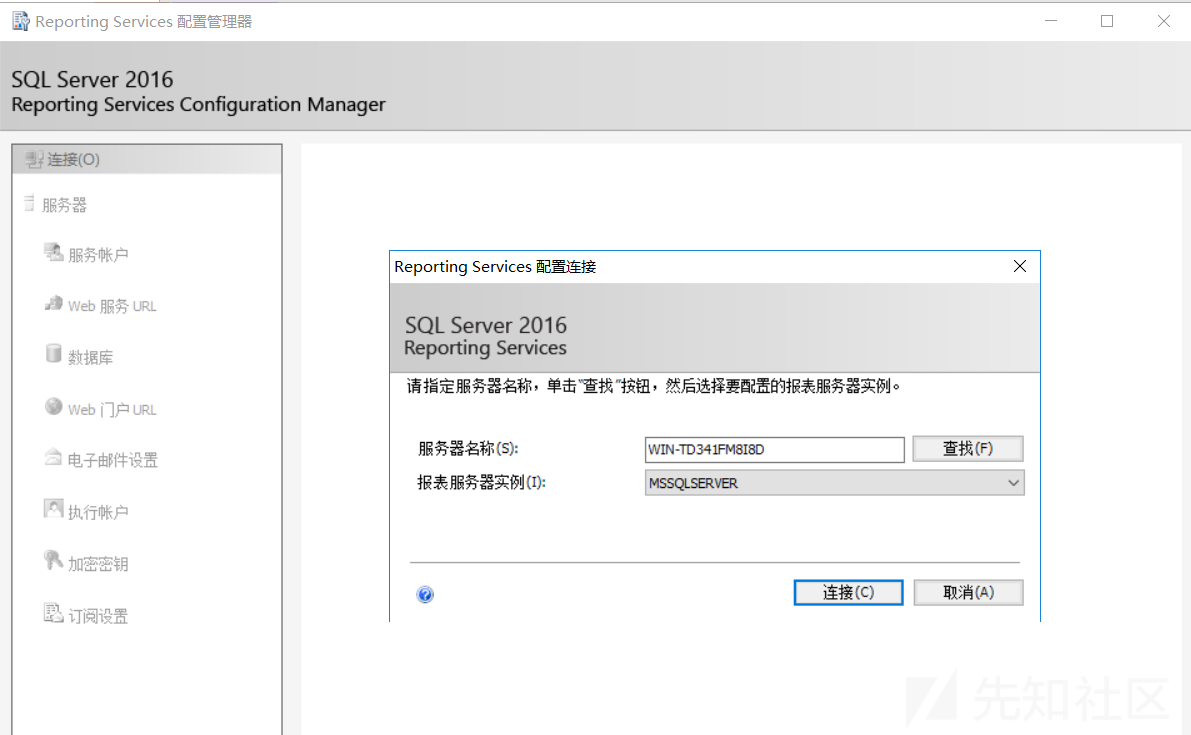 Reporting Services 配置管理器
SQL Server 2016
Reporting Services Configuration Manager
连接(O)
服务器
服务帐户
Web 服务 URL
数据库
Web 门户 URL
电子邮件设置
执行帐户
加密密钥
订阅设置
Reporting Services 配置连接
SQL Server 2016
Reporting Services
请指定服务器名称，单击"查找"按钮，然后选择要配置的报表服务器实例。
服务器名称(S):
WIN-TD341FM8I8D
查找(F)
报表服务器实例(I):
MSSQLSERVER
连接(C)
取消(A)
先知社区